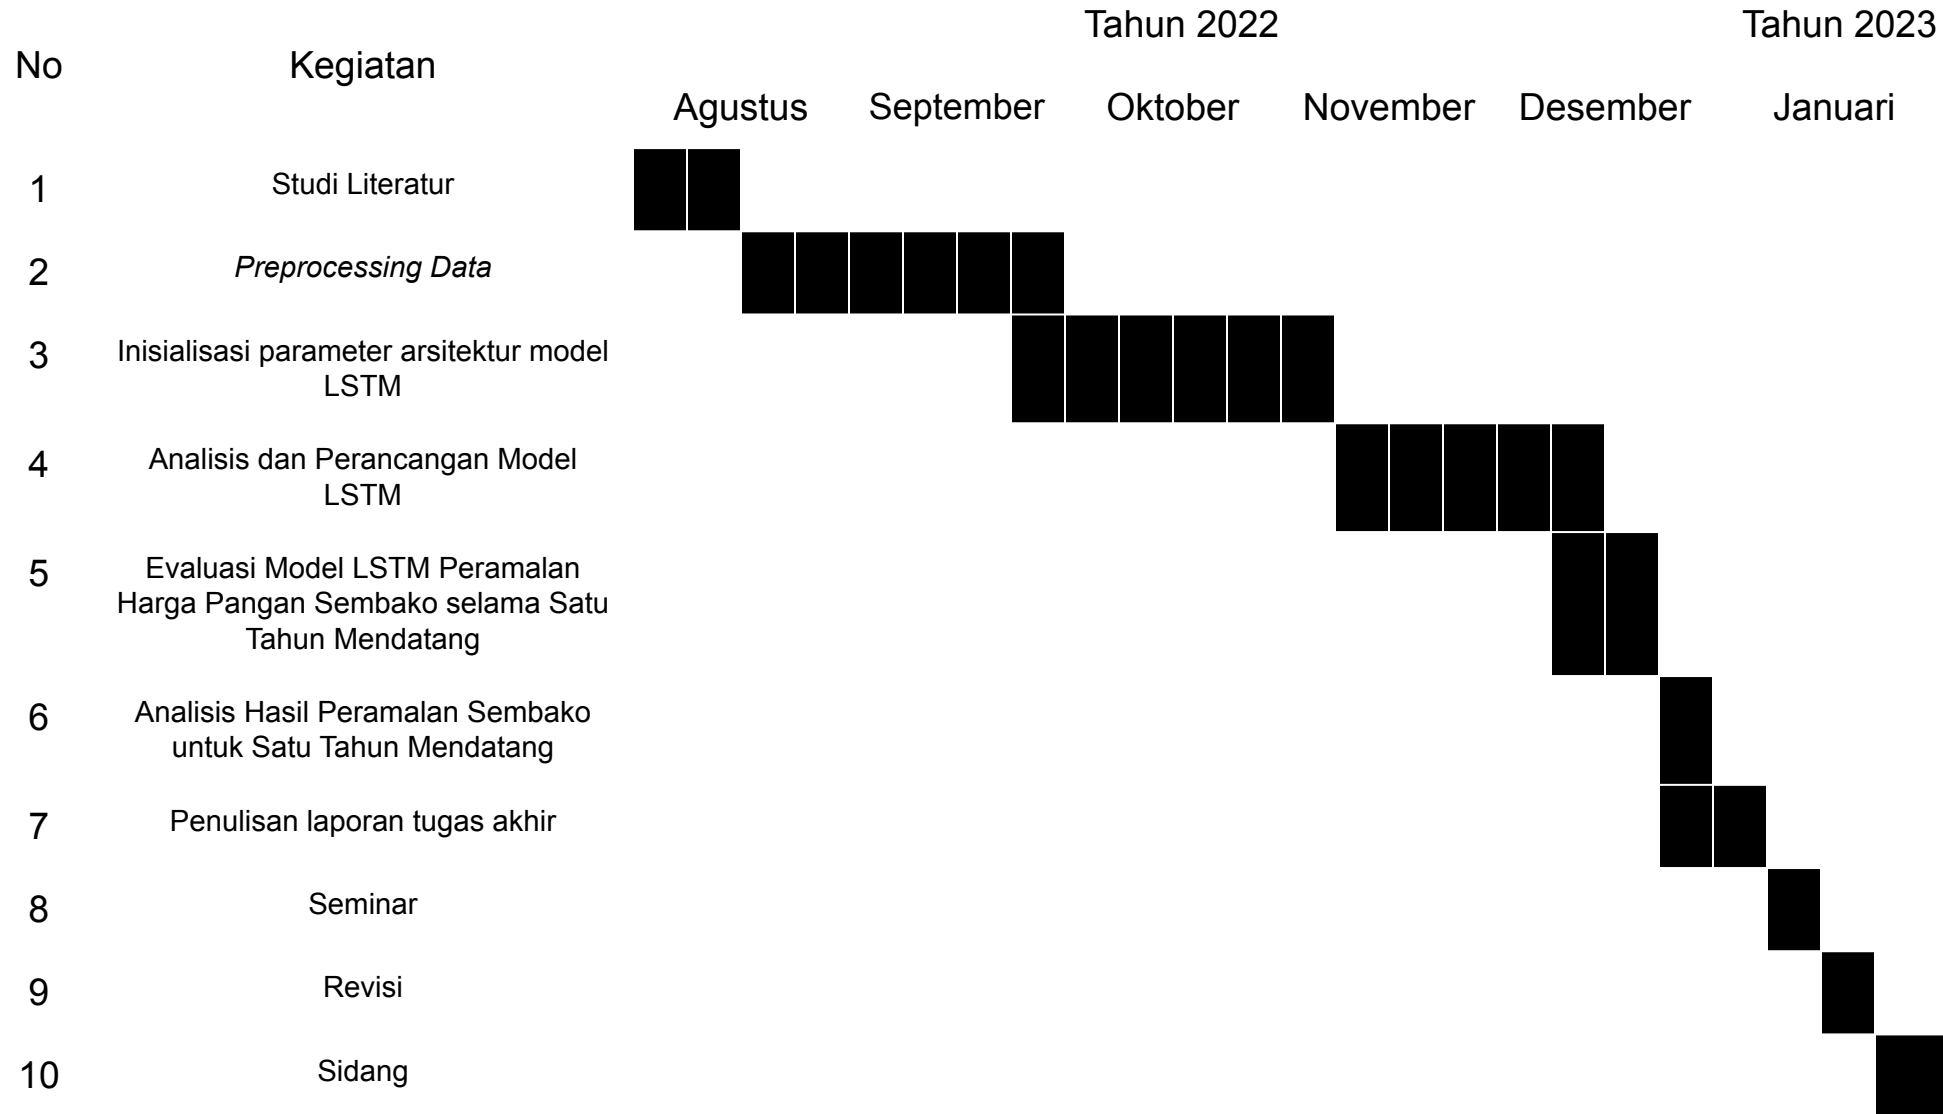 Tahun 2022 Tahun 2023
No Kegiatan
Agustus September Oktober November Desember Januari
1 Studi Literatur
2 Preprocessing Data
3 Inisialisasi parameter arsitektur model
LSTM
4 Analisis dan Perancangan Model
LSTM
5 Evaluasi Model LSTM Peramalan
Harga Pangan Sembako selama Satu
Tahun Mendatang
6 Analisis Hasil Peramalan Sembako
untuk Satu Tahun Mendatang
7 Penulisan laporan tugas akhir
8 Seminar
9 Revisi
10 Sidang